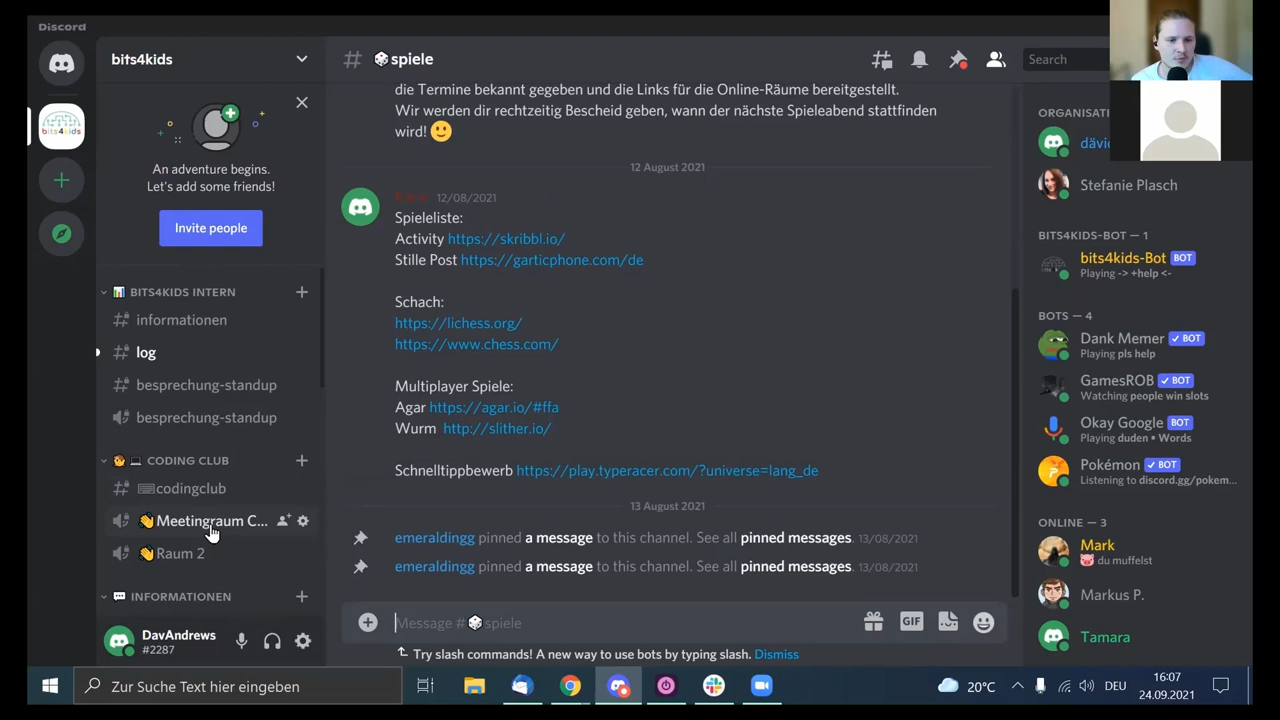 Discord
bits4kids
spiele
Search
bits4kids
An adventure begins.
Let's add some friends!
Invite people
BITS4KIDS INTERN
informationen
log
besprechung-standup
besprechung-standup
CODING CLUB
codingclub
Meetingraum C...
Raum 2
INFORMATIONEN
DavAndrews
#2287
die Termine bekannt gegeben und die Links für die Online-Räume bereitgestellt.
Wir werden dir rechtzeitig Bescheid geben, wann der nächste Spieleabend stattfinden
wird!
12 August 2021
12/08/2021
Spieleliste:
Activity https://skribbl.io/
Stille Post https://garticphone.com/de
Schach:
https://lichess.org/
https://www.chess.com/
Multiplayer Spiele:
Agar https://agar.io/#ffa
Wurm http://slither.io/
Schnelltippbewerb https://play.typeracer.com/?universe=lang_de
13 August 2021
emeraldingg pinned a message to this channel. See all pinned messages. 13/08/2021
emeraldingg pinned a message to this channel. See all pinned messages. 13/08/2021
Message # spiele
GIF
Try slash commands! A new way to use bots by typing slash. Dismiss
ORGANISATI
dävi
Stefanie Plasch
BITS4KIDS-BOT — 1
bits4kids-Bot BOT
Playing -> +help <-
BOTS — 4
Dank Memer BOT
Playing pls help
GamesROB BOT
Watching people win slots
Okay Google BOT
Playing duden • Words
Pokémon BOT
Listening to discord.gg/pokem...
ONLINE — 3
Mark
du muffelst
Markus P.
Tamara
Zur Suche Text hier eingeben
20°C
DEU
16:07
24.09.2021